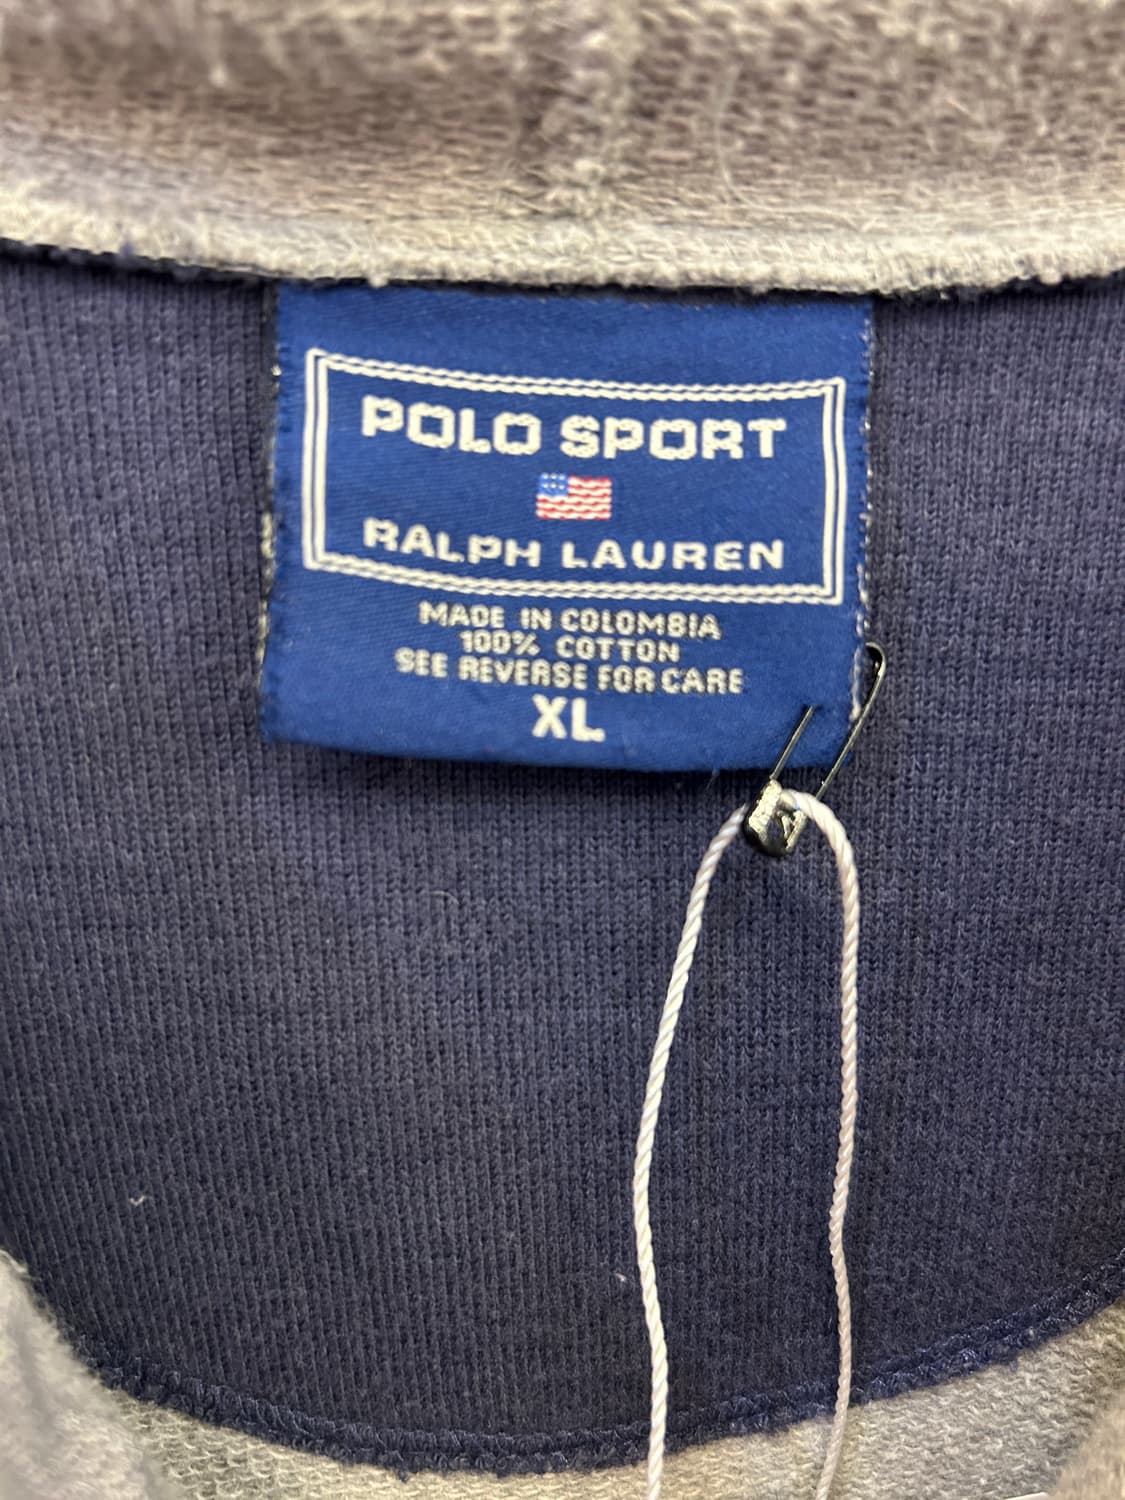 POLO SPORT
RALPH LAUREN
MADE IN COLOMBIA
100% COTTON
SEE REVERSE FOR CARE
XL